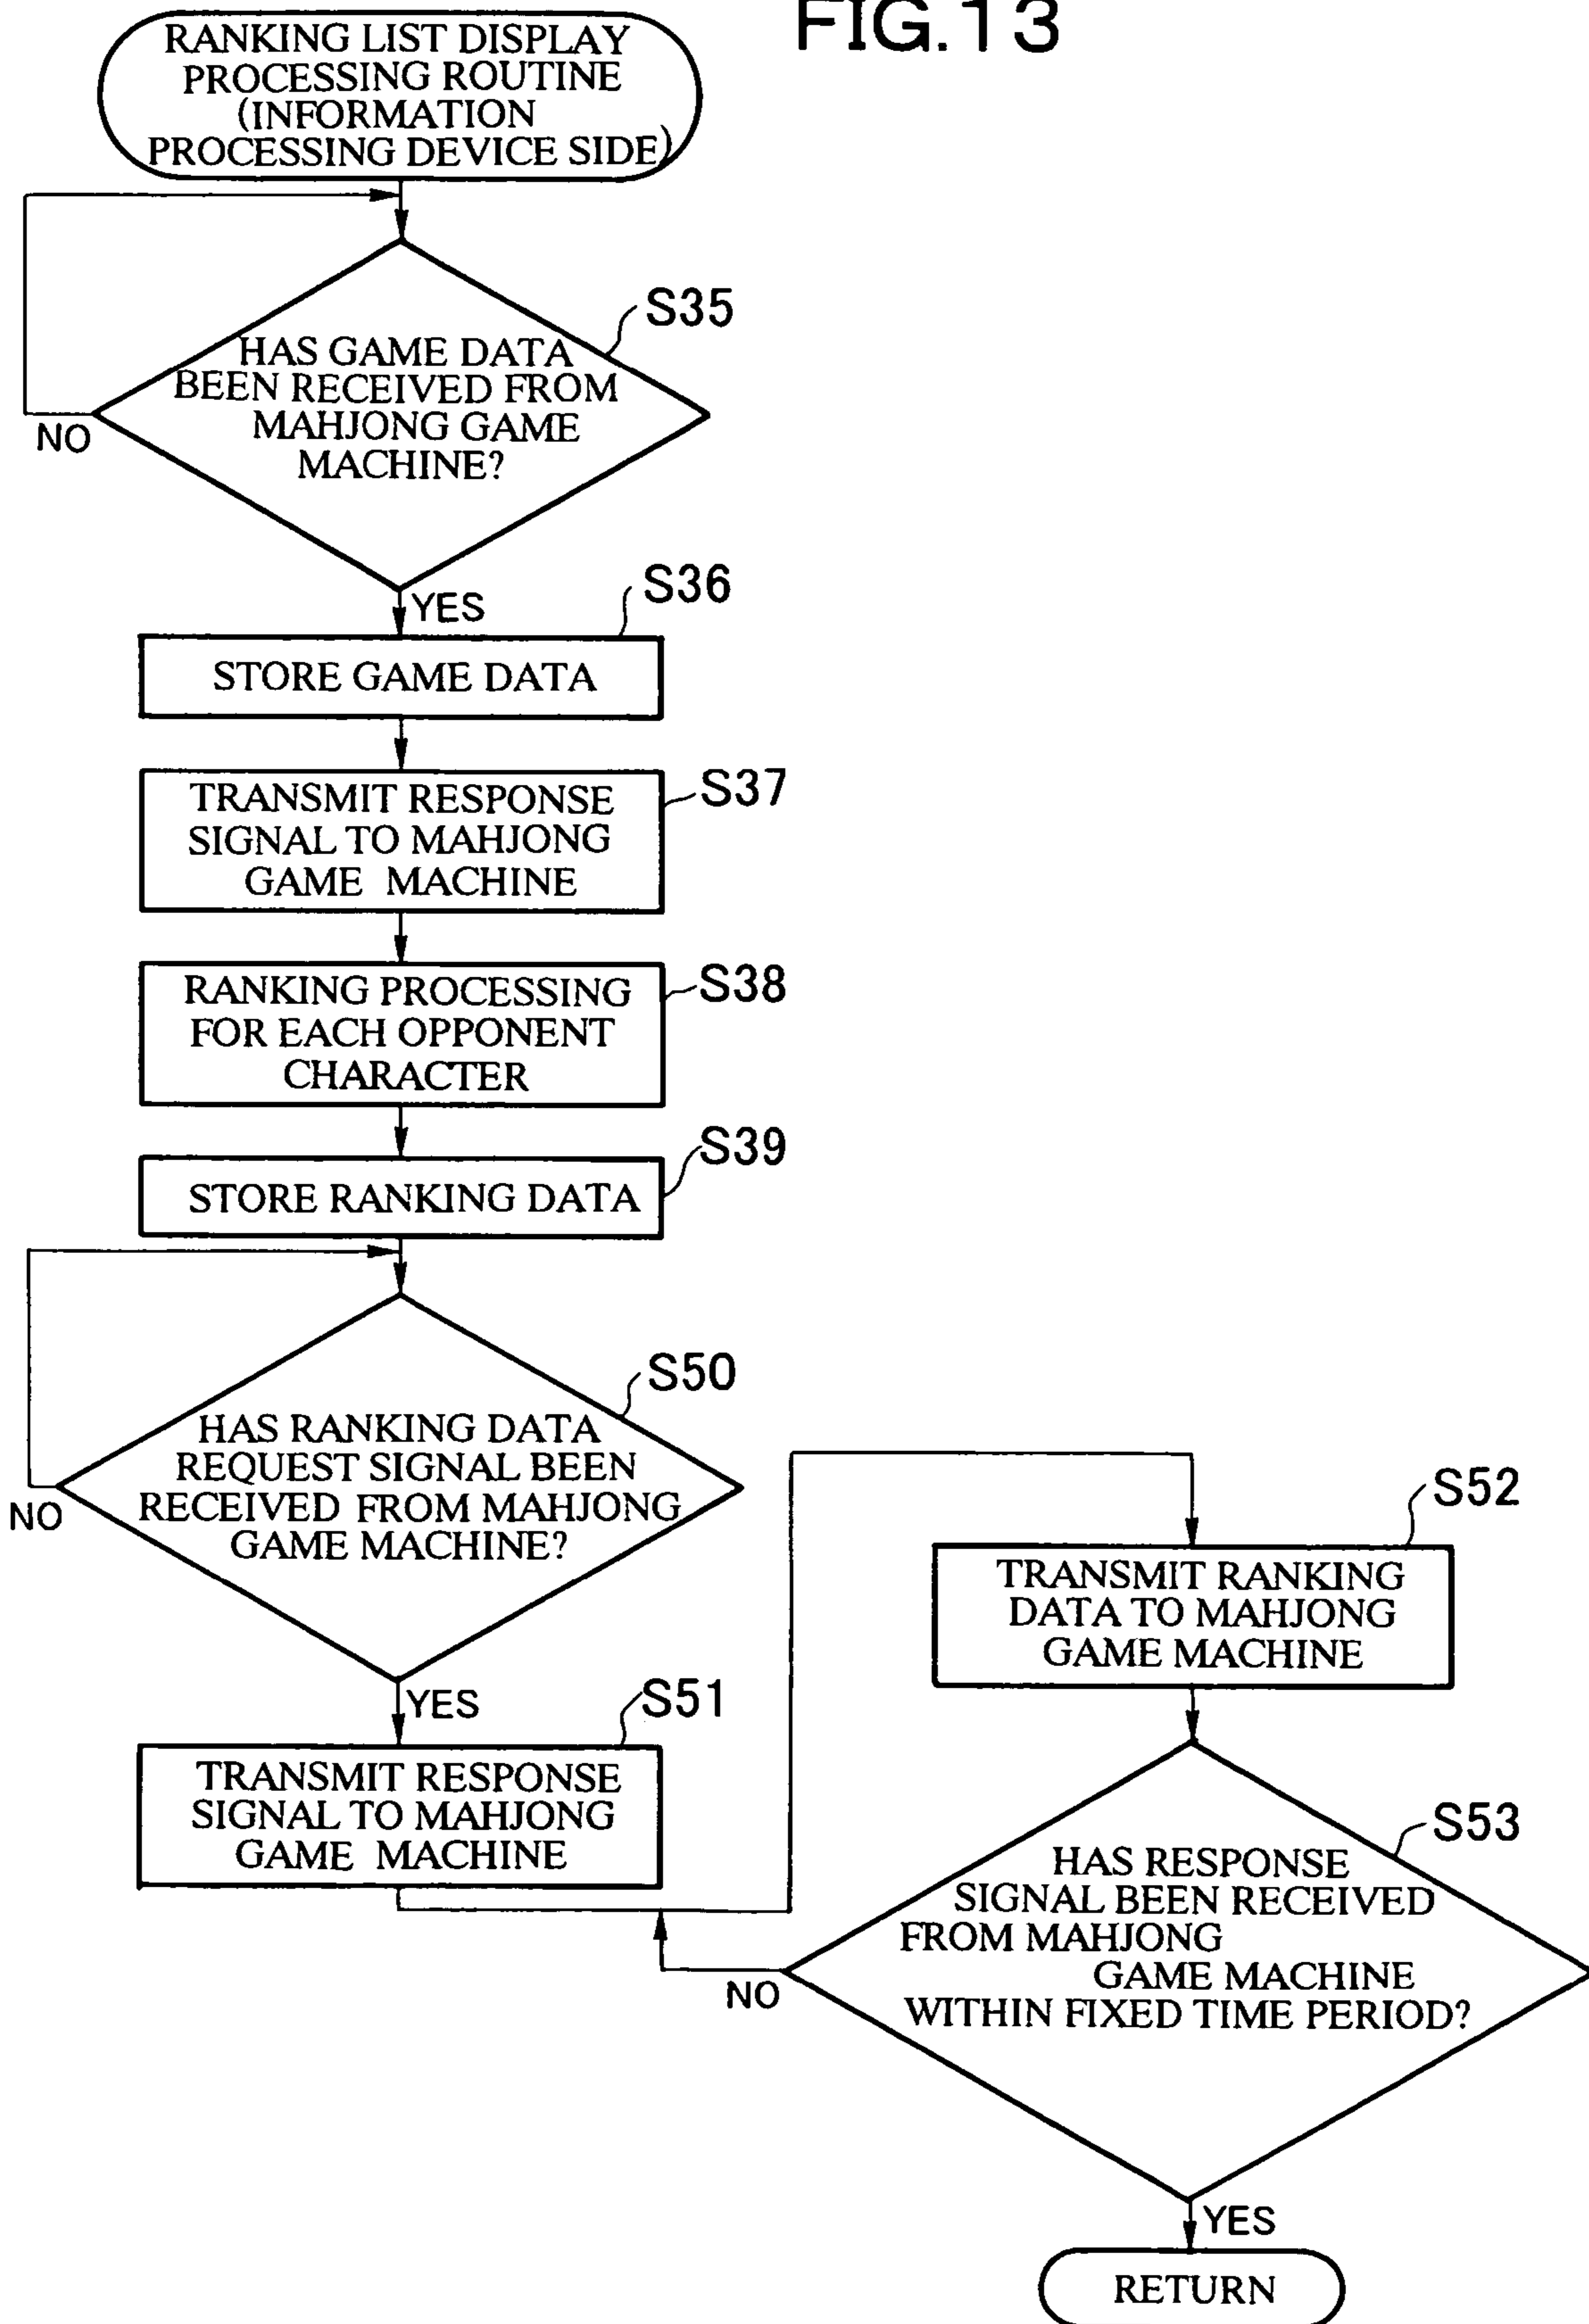 FIG.13
RANKING LIST DISPLAY
PROCESSING ROUTINE
(INFORMATION
PROCESSING DEVICE SIDE)
S35
HAS GAME DATA
BEEN RECEIVED FROM
MAHJONG GAME
MACHINE?
NO
YES
S36
STORE GAME DATA
S37
TRANSMIT RESPONSE
SIGNAL TO MAHJONG
GAME MACHINE
S38
RANKING PROCESSING
FOR EACH OPPONENT
CHARACTER
S39
STORE RANKING DATA
S50
HAS RANKING DATA
REQUEST SIGNAL BEEN
RECEIVED FROM MAHJONG
GAME MACHINE?
NO
YES
S51
TRANSMIT RESPONSE
SIGNAL TO MAHJONG
GAME MACHINE
S52
TRANSMIT RANKING
DATA TO MAHJONG
GAME MACHINE
S53
HAS RESPONSE
SIGNAL BEEN RECEIVED
FROM MAHJONG
GAME MACHINE
WITHIN FIXED TIME PERIOD?
NO
YES
RETURN